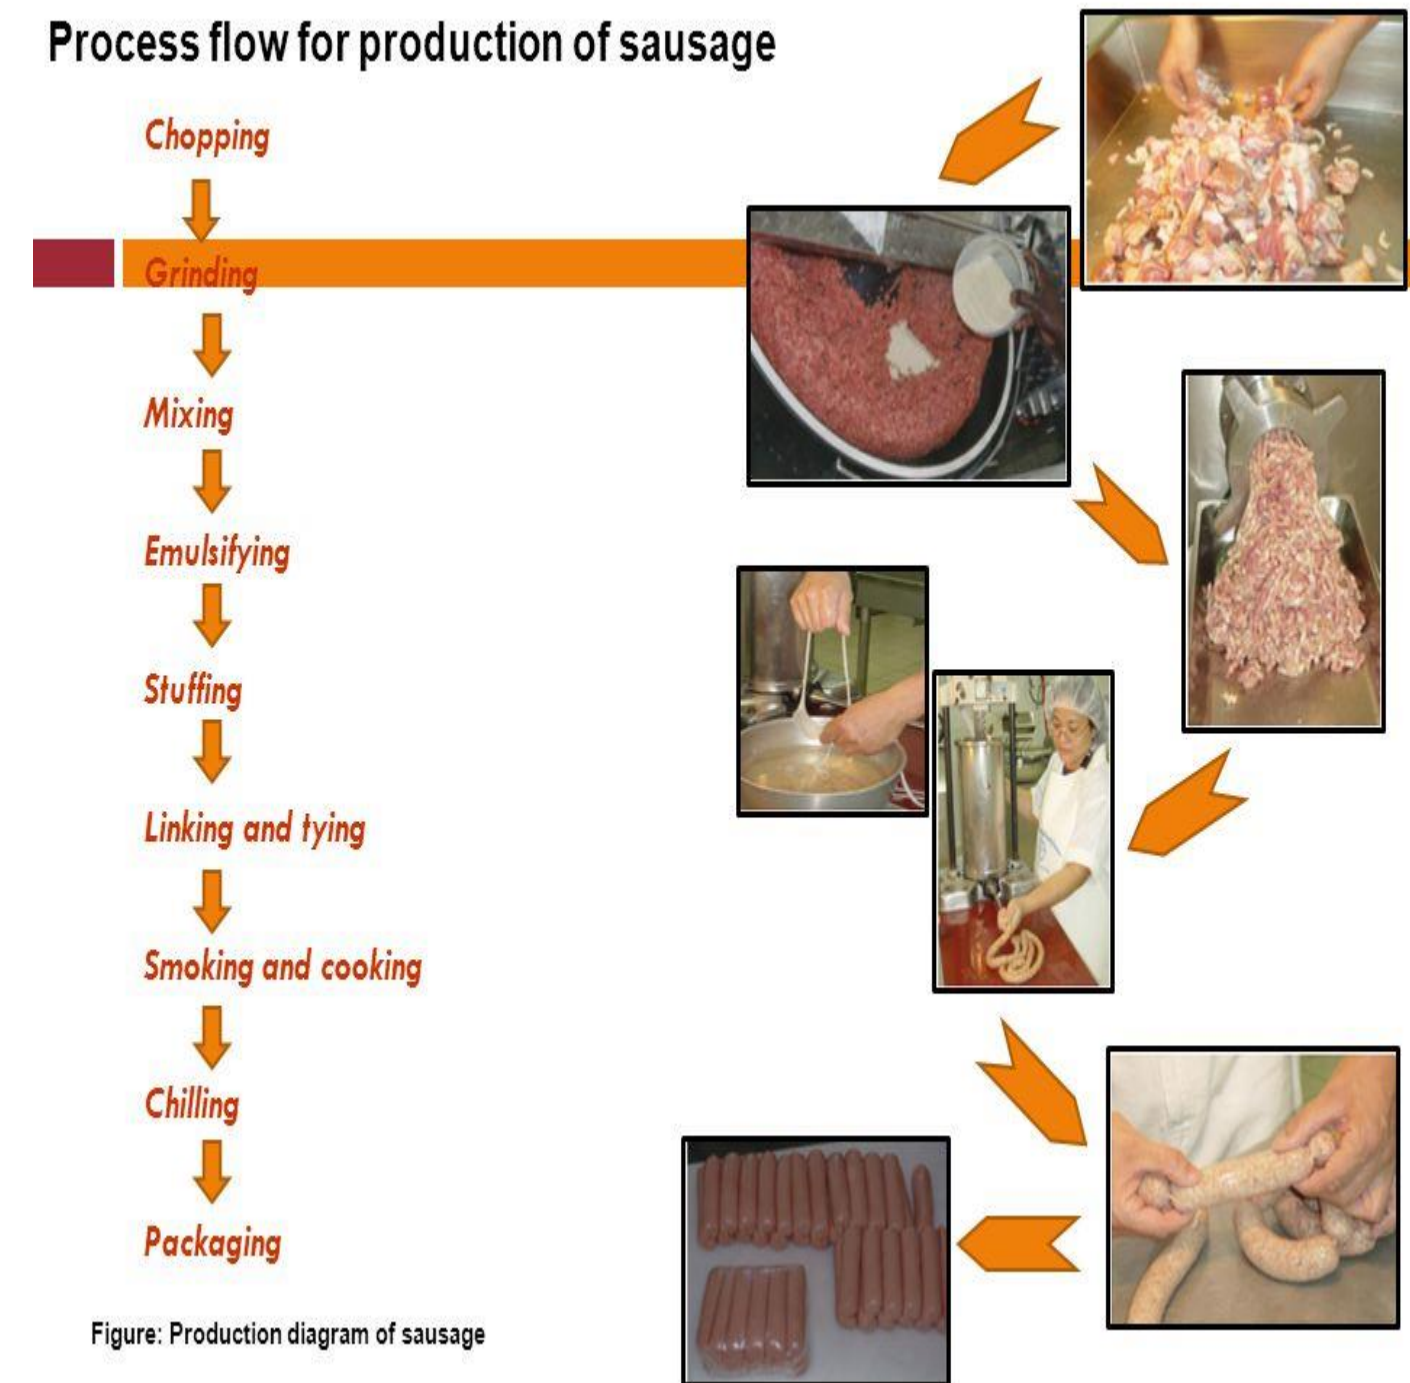 Process flow for production of sausage
Chopping
Grinding
Mixing
Emulsifying
Stuffing
Linking and tying
Smoking and cooking
Chilling
Packaging
Figure: Production diagram of sausage